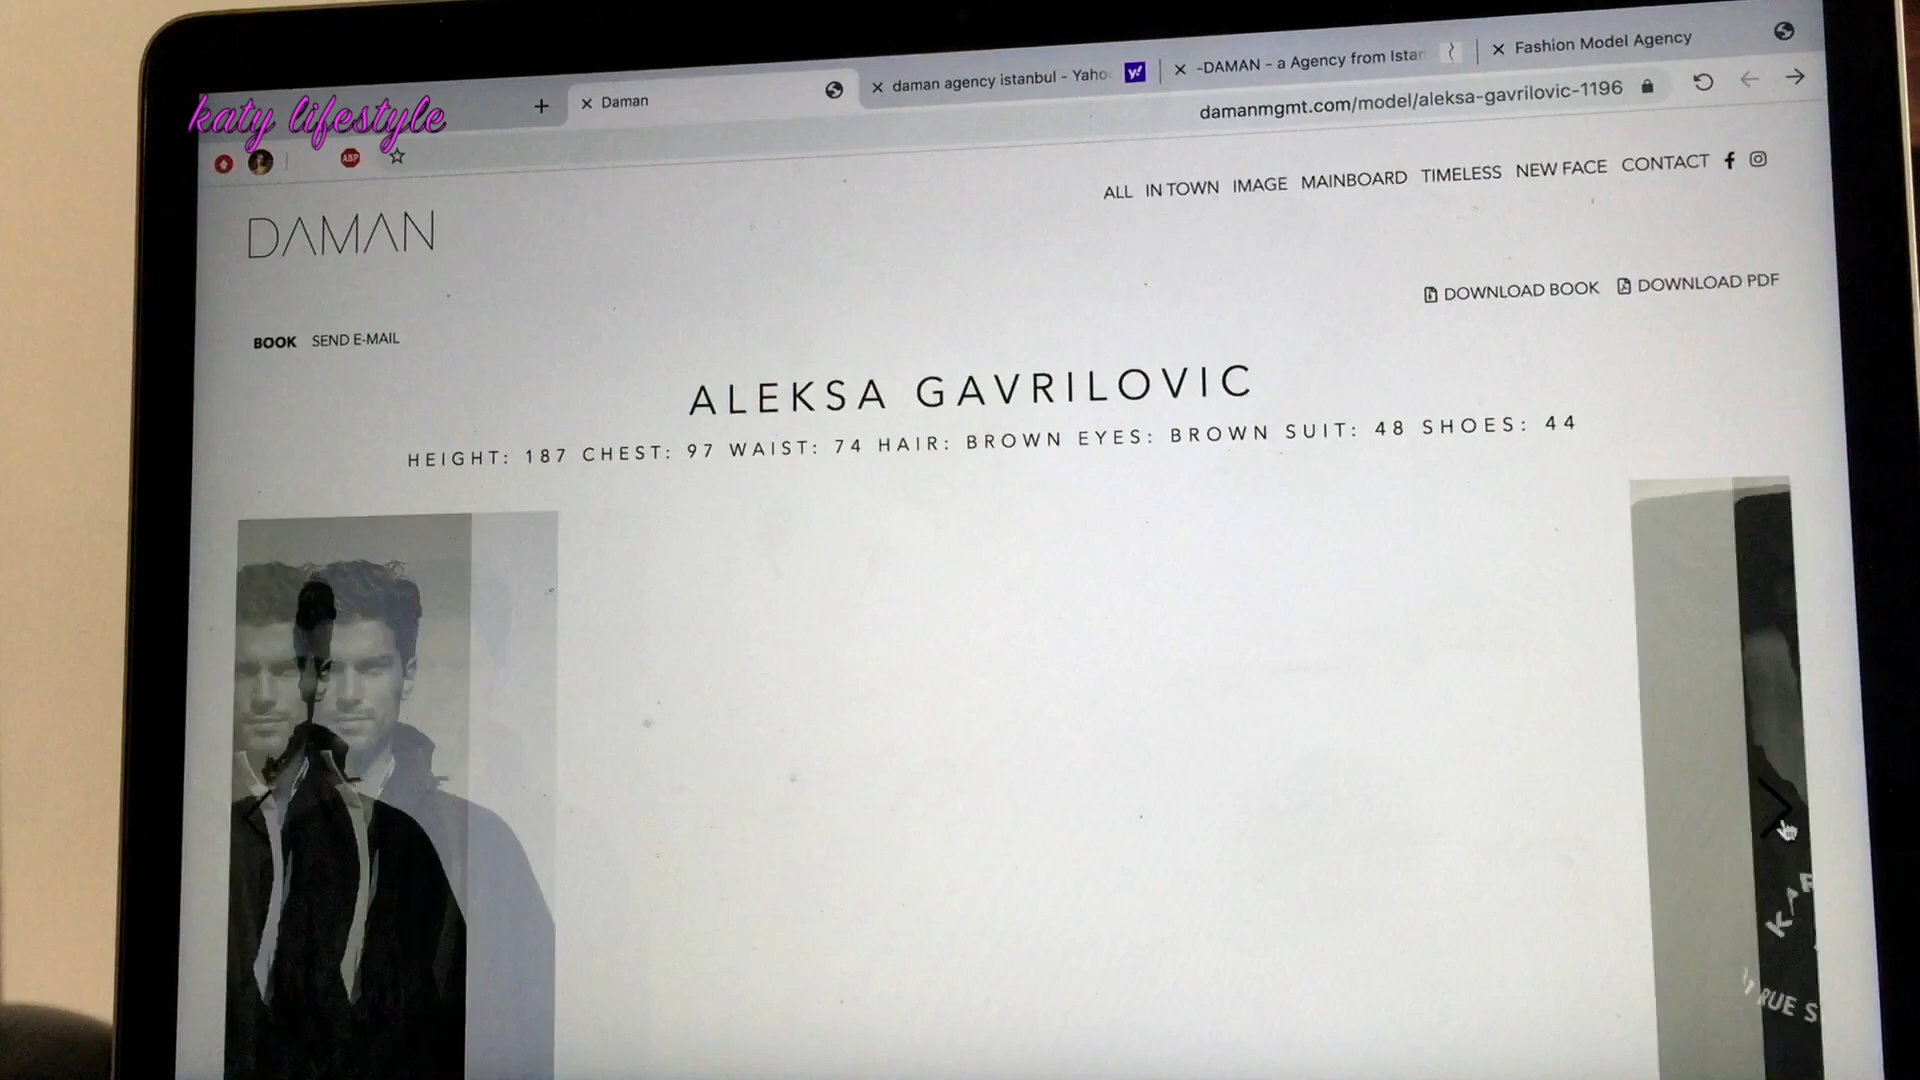 katy lifestyle
Daman
daman agency istanbul - Yaho
-DAMAN - a Agency from Istan
Fashion Model Agency
damanmgmt.com/model/aleksa-gavrilovic-1196
ABP
ALL IN TOWN IMAGE MAINBOARD TIMELESS NEW FACE CONTACT
DAMAN
DOWNLOAD BOOK DOWNLOAD PDF
BOOK SEND E-MAIL
ALEKSA GAVRILOVIC
HEIGHT: 187 CHEST: 97 WAIST: 74 HAIR: BROWN EYES: BROWN SUIT: 48 SHOES: 44